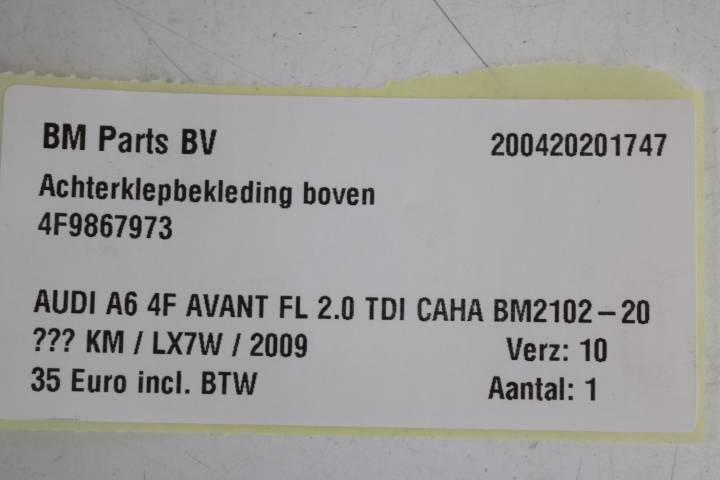 BM Parts BV 200420201747
Achterklepbekleding boven
4F9867973
AUDI A6 4F AVANT FL 2.0 TDI CAHA BM2102-20
??? KM / LX7W / 2009 Verz: 10
35 Euro incl. BTW Aantal: 1